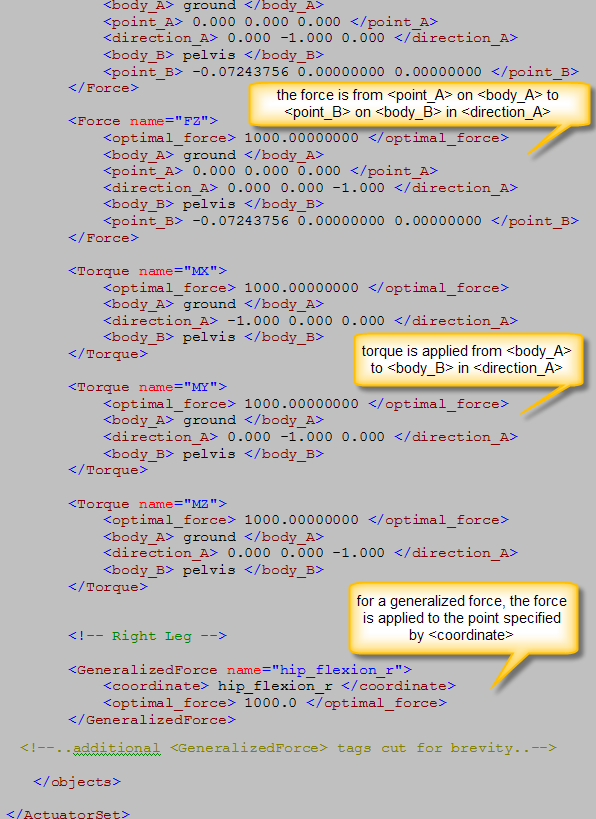 <body_A> ground </body_A>
<point_A> 0.000 0.000 0.000 </point_A>
<direction_A> 0.000 -1.000 0.000 </direction_A>
<body_B> pelvis </body_B>
<point_B> -0.07243756 0.00000000 0.00000000 </point_B>
</Force>
the force is from <point_A> on <body_A> to
<point_B> on <body_B> in <direction_A>
<Force name="FZ">
<optimal_force> 1000.00000000 </optimal_force>
<body_A> ground </body_A>
<point_A> 0.000 0.000 0.000 </point_A>
<direction_A> 0.000 0.000 -1.000 </direction_A>
<body_B> pelvis </body_B>
<point_B> -0.07243756 0.00000000 0.00000000 </point_B>
</Force>
<Torque name="MX">
<optimal_force> 1000.00000000 </optimal_force>
<body_A> ground </body_A>
<direction_A> -1.000 0.000 0.000 </direction_A>
<body_B> pelvis </body_B>
</Torque>
torque is applied from <body_A>
to <body_B> in <direction_A>
<Torque name="MY">
<optimal_force> 1000.00000000 </optimal_force>
<body_A> ground </body_A>
<direction_A> 0.000 -1.000 0.000 </direction_A>
<body_B> pelvis </body_B>
</Torque>
<Torque name="MZ">
<optimal_force> 1000.00000000 </optimal_force>
<body_A> ground </body_A>
<direction_A> 0.000 0.000 -1.000 </direction_A>
<body_B> pelvis </body_B>
</Torque>
for a generalized force, the force
is applied to the point specified
by <coordinate>
<!-- Right Leg -->
<GeneralizedForce name="hip_flexion_r">
<coordinate> hip_flexion_r </coordinate>
<optimal_force> 1000.0 </optimal_force>
</GeneralizedForce>
<!--..additional <GeneralizedForce> tags cut for brevity..-->
</objects>
</ActuatorSet>